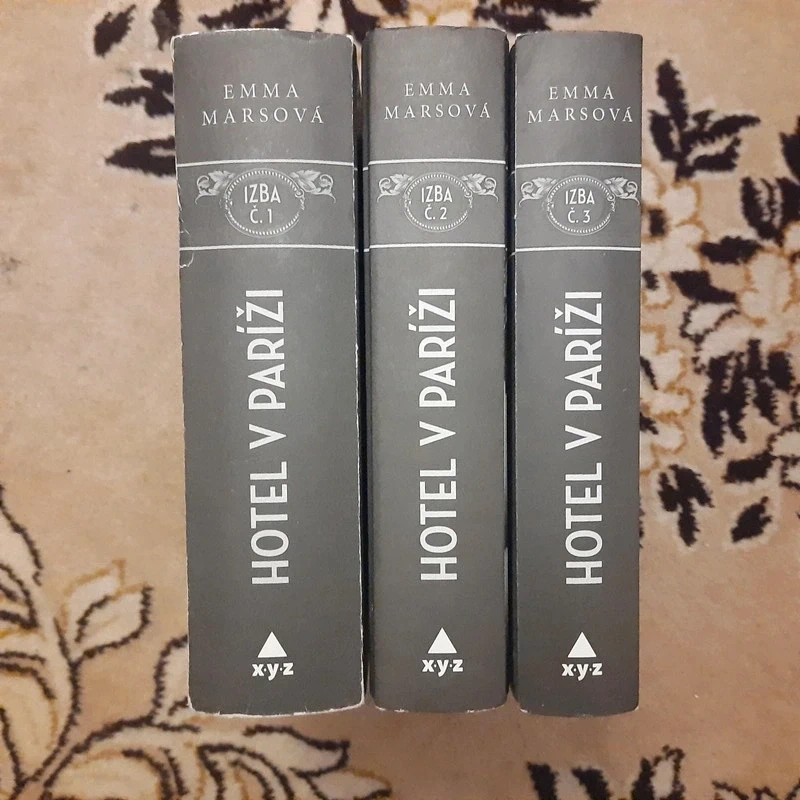 EMMA
MARSOVÁ
IZBA
Č. 1
HOTEL V PARÍŽI
x·y·z
EMMA
MARSOVÁ
IZBA
Č. 2
HOTEL V PARÍŽI
x·y·z
EMMA
MARSOVÁ
IZBA
Č. 3
HOTEL V PARÍŽI
x·y·z